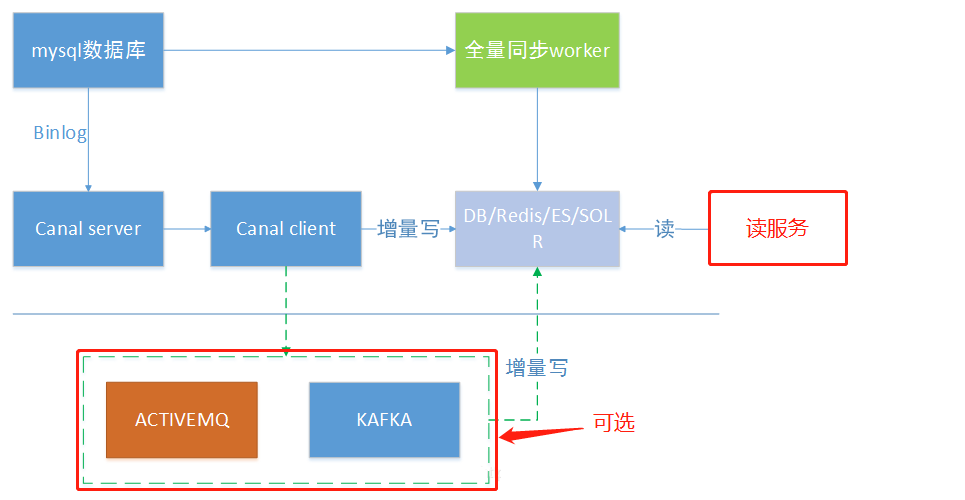 mysql数据库
全量同步worker
Binlog
Canal server
Canal client
增量写
DB/Redis/ES/SOL
R
读
读服务
增量写
ACTIVEMQ
KAFKA
可选